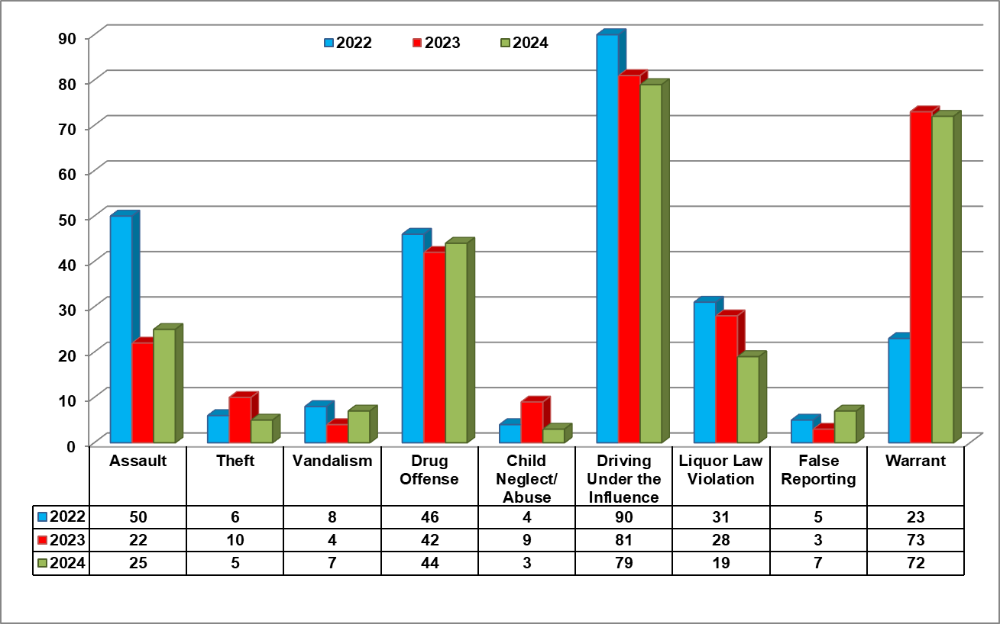 2022 2023 2024
90
80
70
60
50
40
30
20
10
0
Assault Theft Vandalism Drug Child Driving Liquor Law False Warrant
Offense Neglect/ Under the Violation Reporting
Abuse Influence
2022 50 6 8 46 4 90 31 5 23
2023 22 10 4 42 9 81 28 3 73
2024 25 5 7 44 3 79 19 7 72